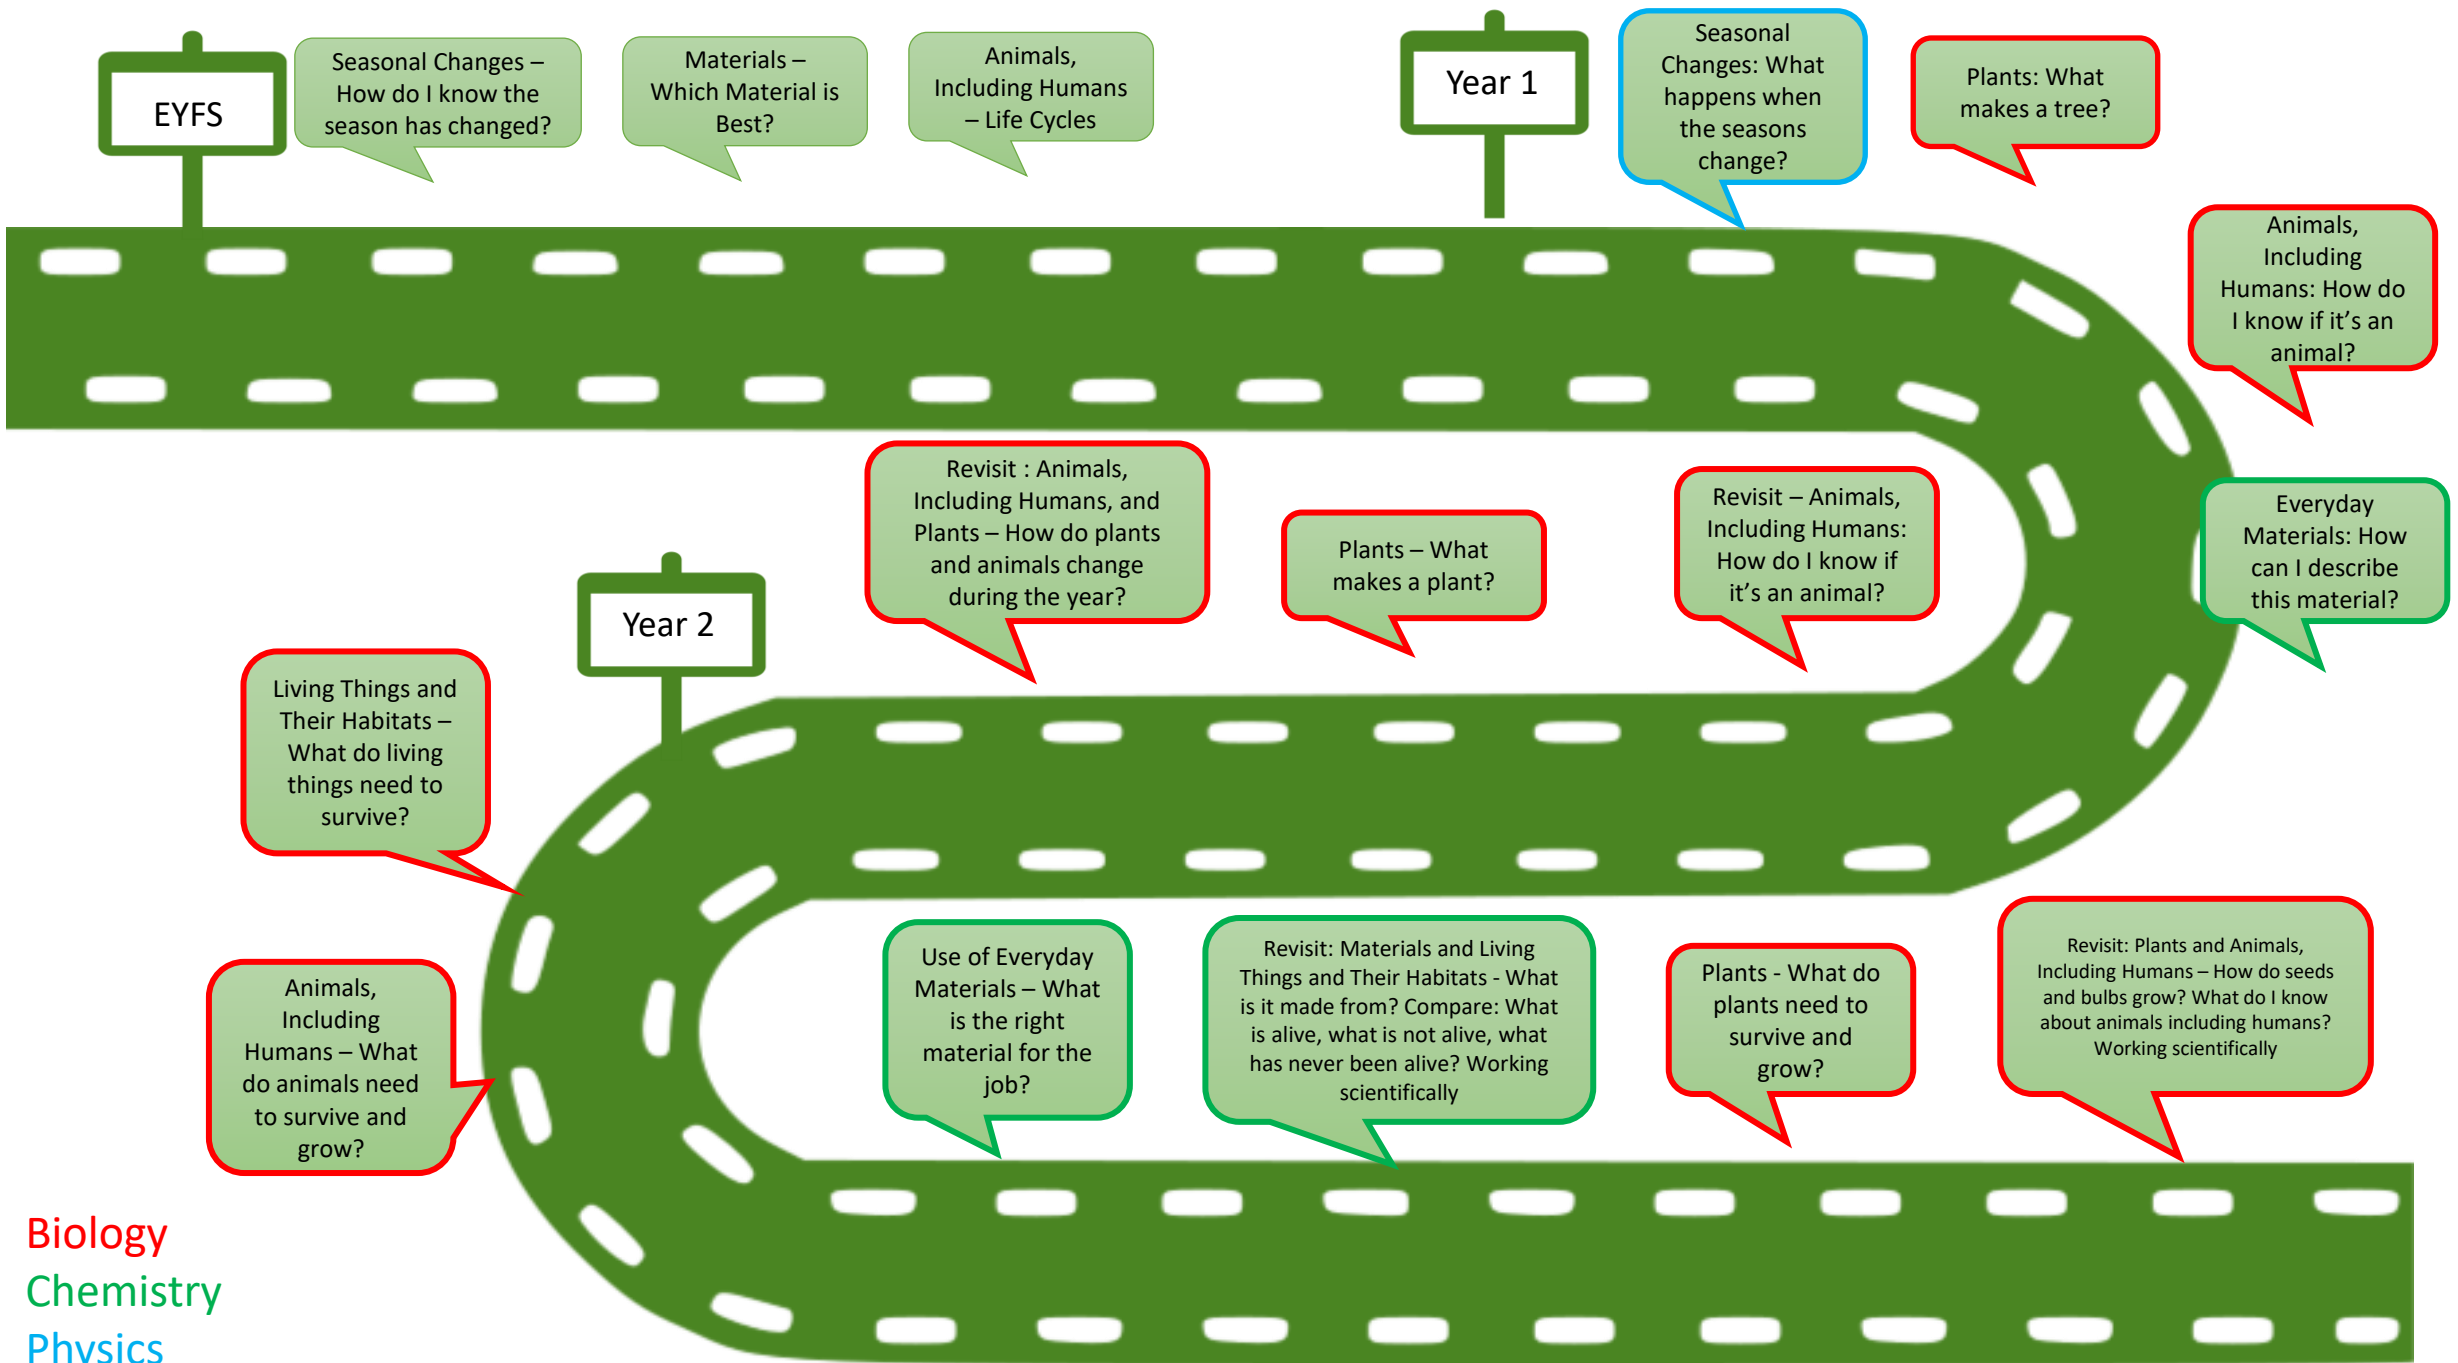 EYFS
Seasonal Changes –
How do I know the
season has changed?
Materials –
Which Material is
Best?
Animals,
Including Humans
– Life Cycles
Year 1
Seasonal
Changes: What
happens when
the seasons
change?
Plants: What
makes a tree?
Animals,
Including
Humans: How do
I know if it’s an
animal?
Everyday
Materials: How
can I describe
this material?
Revisit – Animals,
Including Humans:
How do I know if
it’s an animal?
Plants – What
makes a plant?
Revisit : Animals,
Including Humans, and
Plants – How do plants
and animals change
during the year?
Year 2
Living Things and
Their Habitats –
What do living
things need to
survive?
Animals,
Including
Humans – What
do animals need
to survive and
grow?
Use of Everyday
Materials – What
is the right
material for the
job?
Revisit: Materials and Living
Things and Their Habitats - What
is it made from? Compare: What
is alive, what is not alive, what
has never been alive? Working
scientifically
Plants - What do
plants need to
survive and
grow?
Revisit: Plants and Animals,
Including Humans – How do seeds
and bulbs grow? What do I know
about animals including humans?
Working scientifically
Biology
Chemistry
Physics